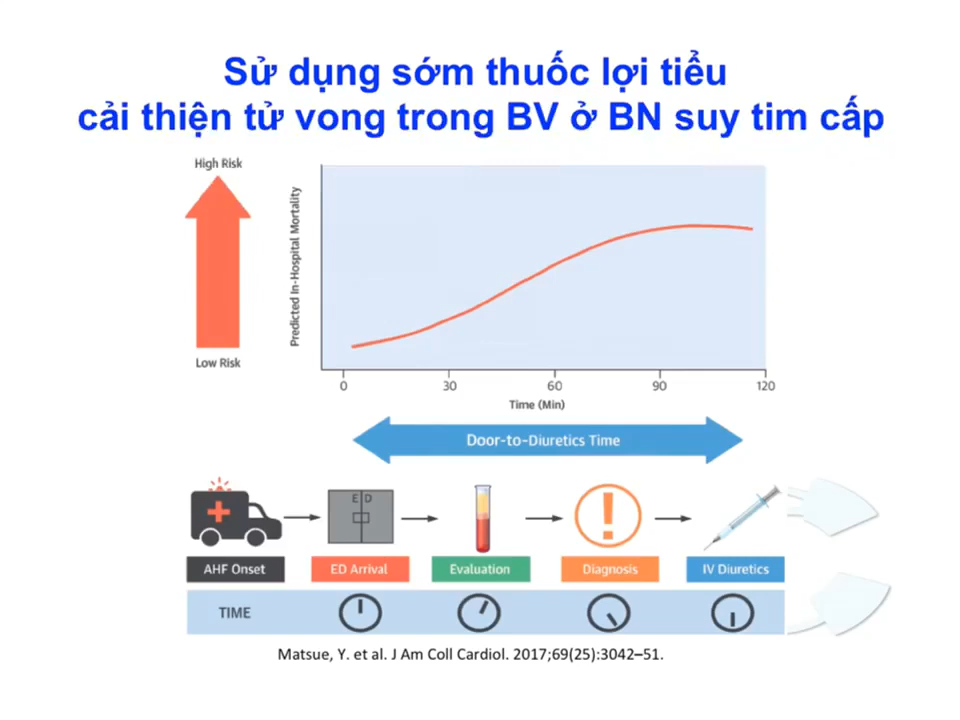 Sử dụng sớm thuốc lợi tiểu
cải thiện tử vong trong BV ở BN suy tim cấp
High Risk
Low Risk
Predicted In-Hospital Mortality
0 30 60 90 120
Time (Min)
Door-to-Diuretics Time
ED
AHF Onset ED Arrival Evaluation Diagnosis IV Diuretics
TIME
Matsue, Y. et al. J Am Coll Cardiol. 2017;69(25):3042–51.